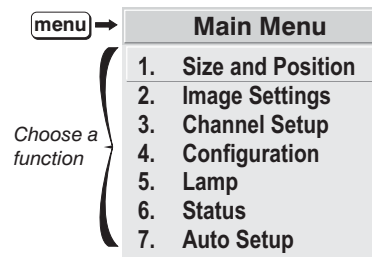 menu
Main Menu
1. Size and Position
2. Image Settings
3. Channel Setup
4. Configuration
5. Lamp
6. Status
7. Auto Setup
Choose a
function